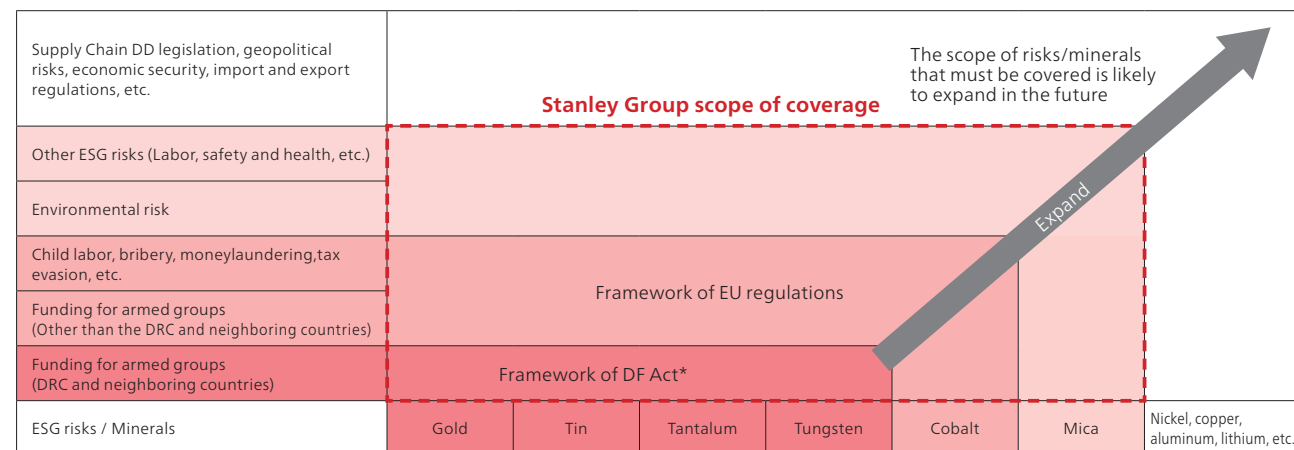 Supply Chain DD legislation, geopolitical
risks, economic security, import and export
regulations, etc.
The scope of risks/minerals
that must be covered is likely
to expand in the future
Stanley Group scope of coverage
Other ESG risks (Labor, safety and health, etc.)
Environmental risk
Expand
Child labor, bribery, moneylaundering,tax
evasion, etc.
Framework of EU regulations
Funding for armed groups
(Other than the DRC and neighboring countries)
Funding for armed groups
(DRC and neighboring countries)
Framework of DF Act*
ESG risks / Minerals
Gold
Tin
Tantalum
Tungsten
Cobalt
Mica
Nickel, copper,
aluminum, lithium, etc.